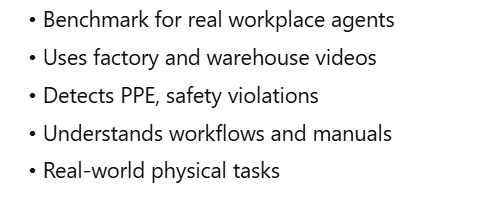 • Benchmark for real workplace agents
• Uses factory and warehouse videos
• Detects PPE, safety violations
• Understands workflows and manuals
• Real-world physical tasks